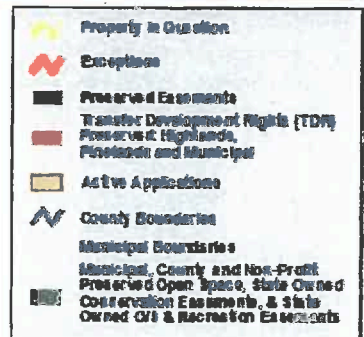 Property In Question
Exceptions
Preserved Easements
Transfer Development Rights (TDR)
Preserved Highlands,
Pinelands and Municipal
Active Applications
County Boundaries
Municipal Boundaries
Municipal, County and Non-Profit
Preserved Open Space, State Owned
Conservation Easements, & State
Owned O/S & Recreation Easements